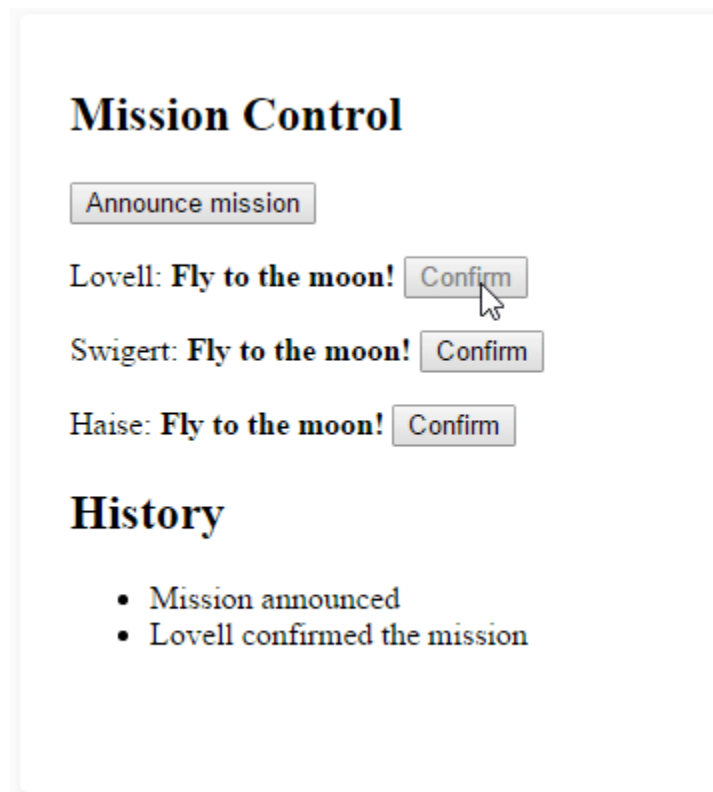 Mission Control
Announce mission
Lovell: Fly to the moon! Confirm
Swigert: Fly to the moon! Confirm
Haise: Fly to the moon! Confirm
History
Mission announced
Lovell confirmed the mission